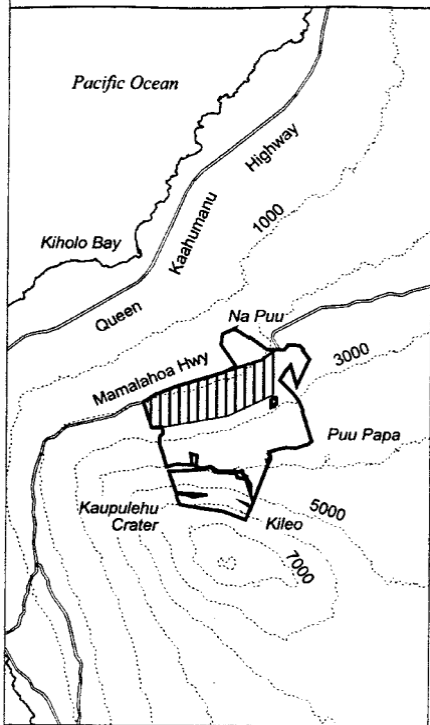 Pacific Ocean
Highway
Kaahumanu
Kiholo Bay
1000
Queen
Na Puu
Mamalahoa Hwy
3000
Puu Papa
Kaupulehu
Crater
5000
Kileo
7000